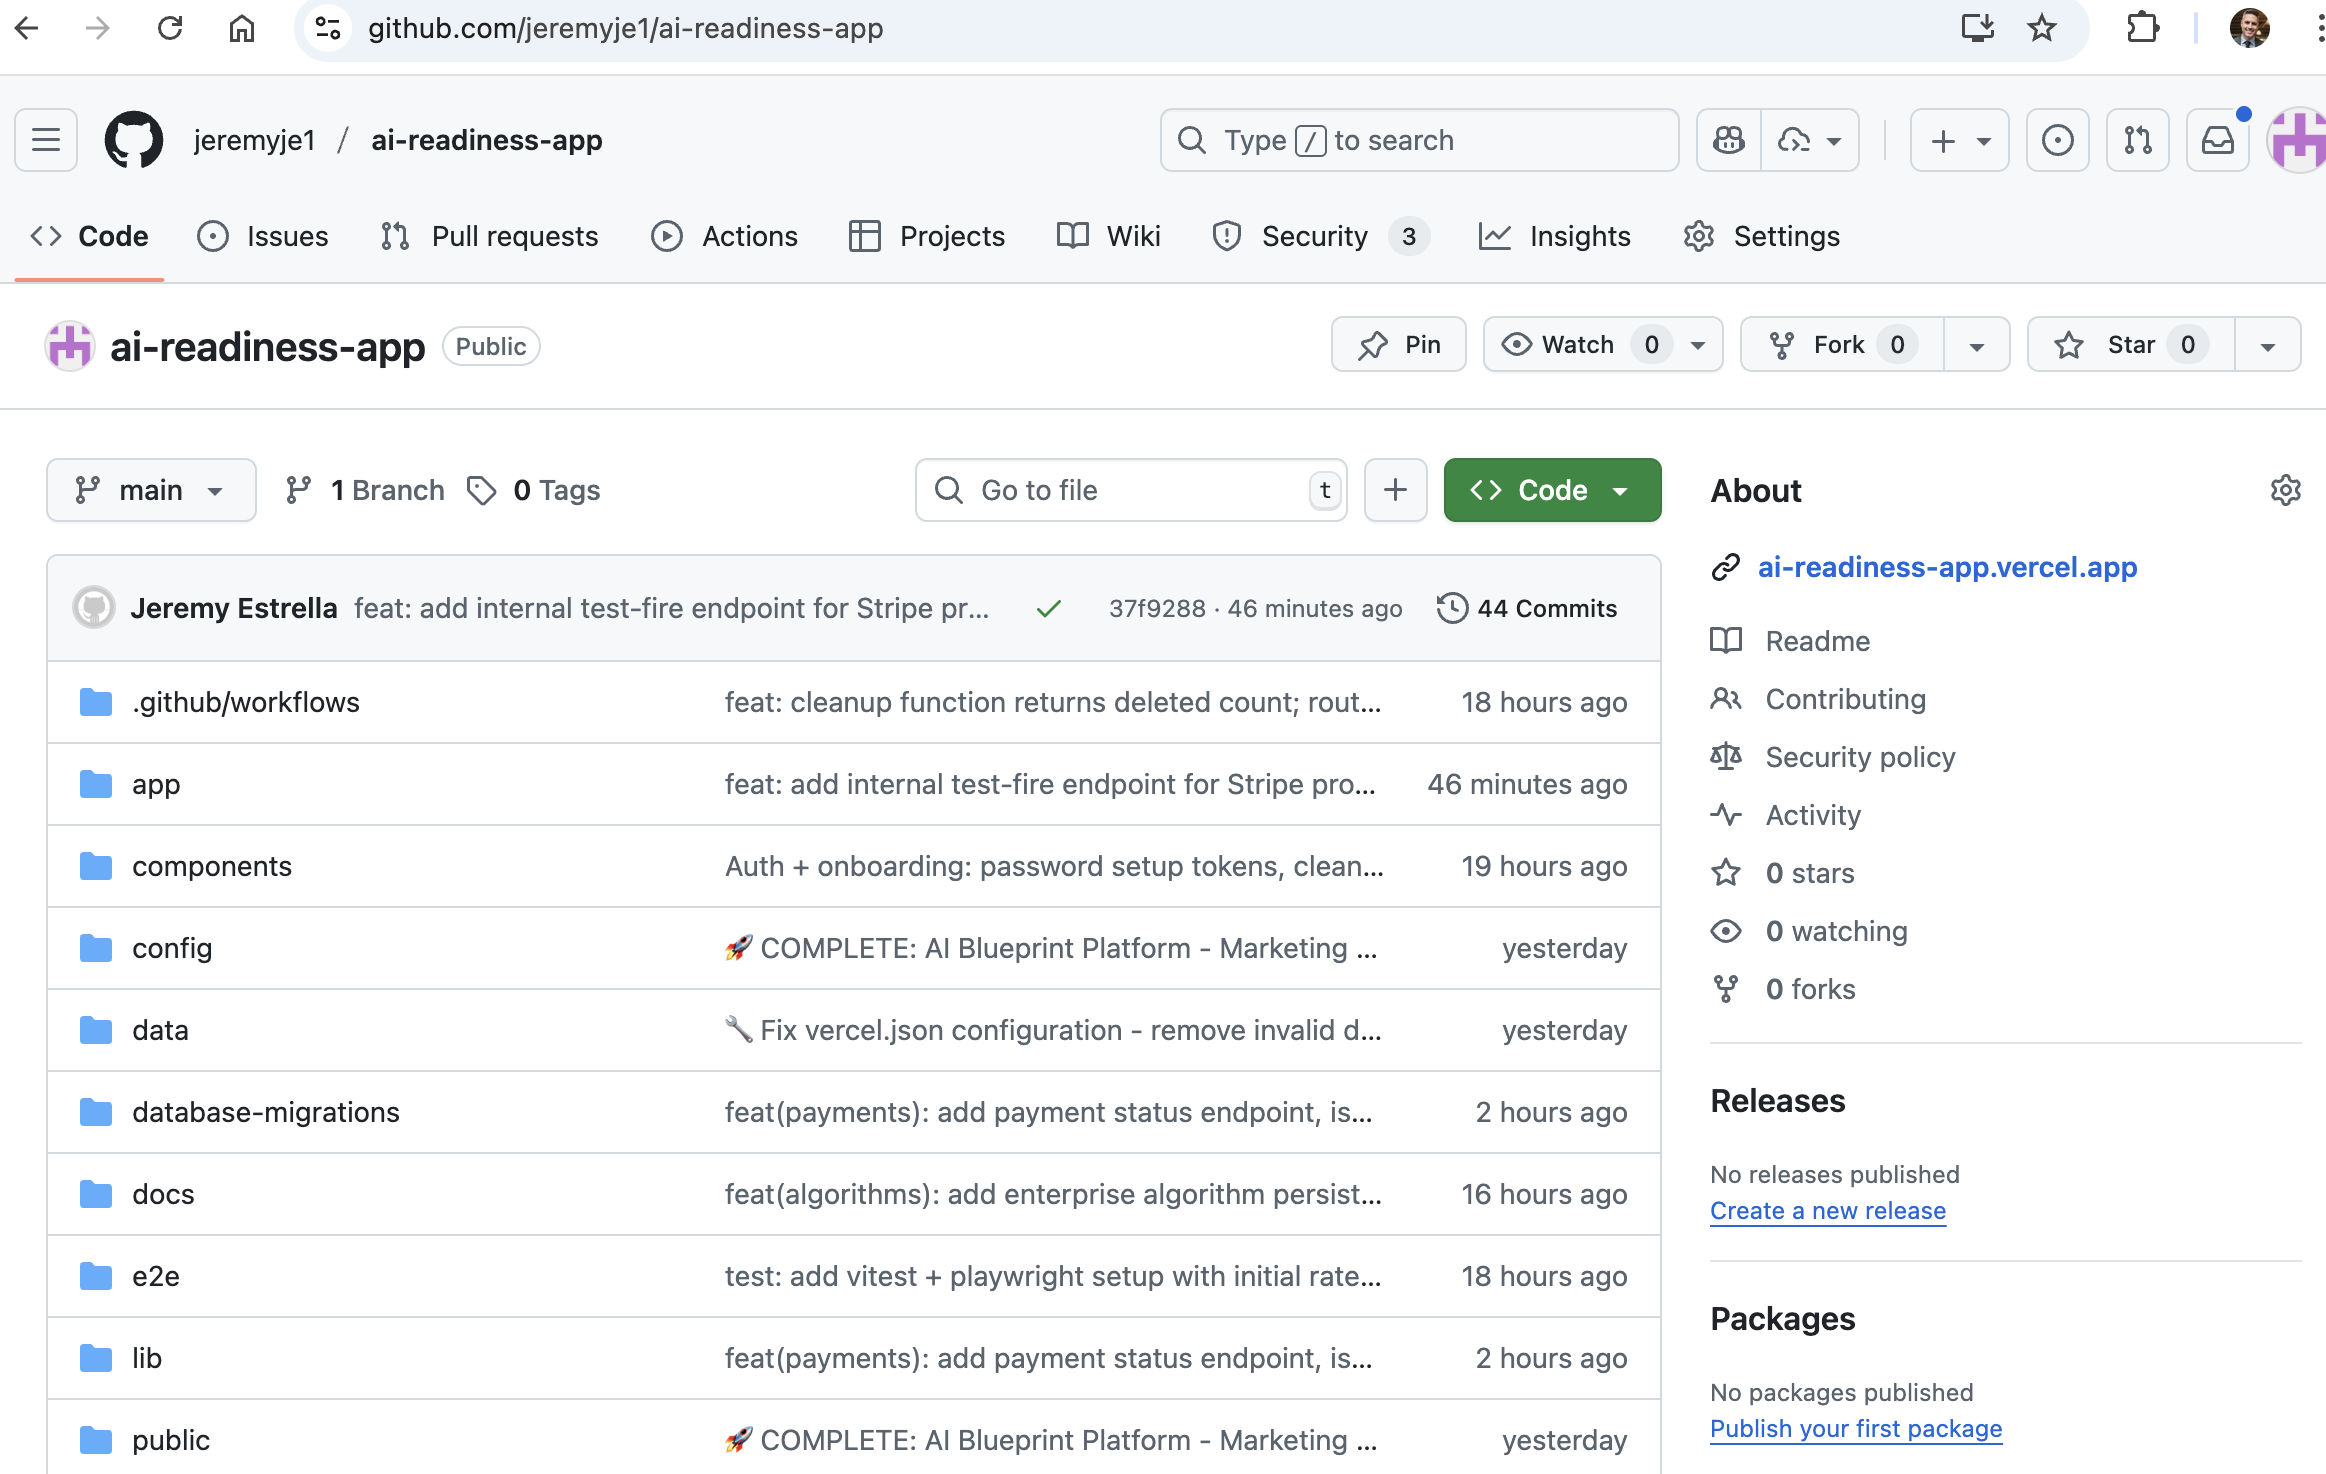 github.com/jeremyje1/ai-readiness-app
jeremyje1 / ai-readiness-app
Type / to search
Code
Issues
Pull requests
Actions
Projects
Wiki
Security 3
Insights
Settings
ai-readiness-app Public
Pin
Watch 0
Fork 0
Star 0
main
1 Branch
0 Tags
Go to file t
Code
Jeremy Estrella feat: add internal test-fire endpoint for Stripe pr... 37f9288 · 46 minutes ago 44 Commits
.github/workflows feat: cleanup function returns deleted count; rout... 18 hours ago
app feat: add internal test-fire endpoint for Stripe pro... 46 minutes ago
components Auth + onboarding: password setup tokens, clean... 19 hours ago
config 🚀 COMPLETE: AI Blueprint Platform - Marketing ... yesterday
data 🔧 Fix vercel.json configuration - remove invalid d... yesterday
database-migrations feat(payments): add payment status endpoint, is... 2 hours ago
docs feat(algorithms): add enterprise algorithm persist... 16 hours ago
e2e test: add vitest + playwright setup with initial rate... 18 hours ago
lib feat(payments): add payment status endpoint, is... 2 hours ago
public 🚀 COMPLETE: AI Blueprint Platform - Marketing ... yesterday
About
ai-readiness-app.vercel.app
Readme
Contributing
Security policy
Activity
0 stars
0 watching
0 forks
Releases
No releases published
Create a new release
Packages
No packages published
Publish your first package